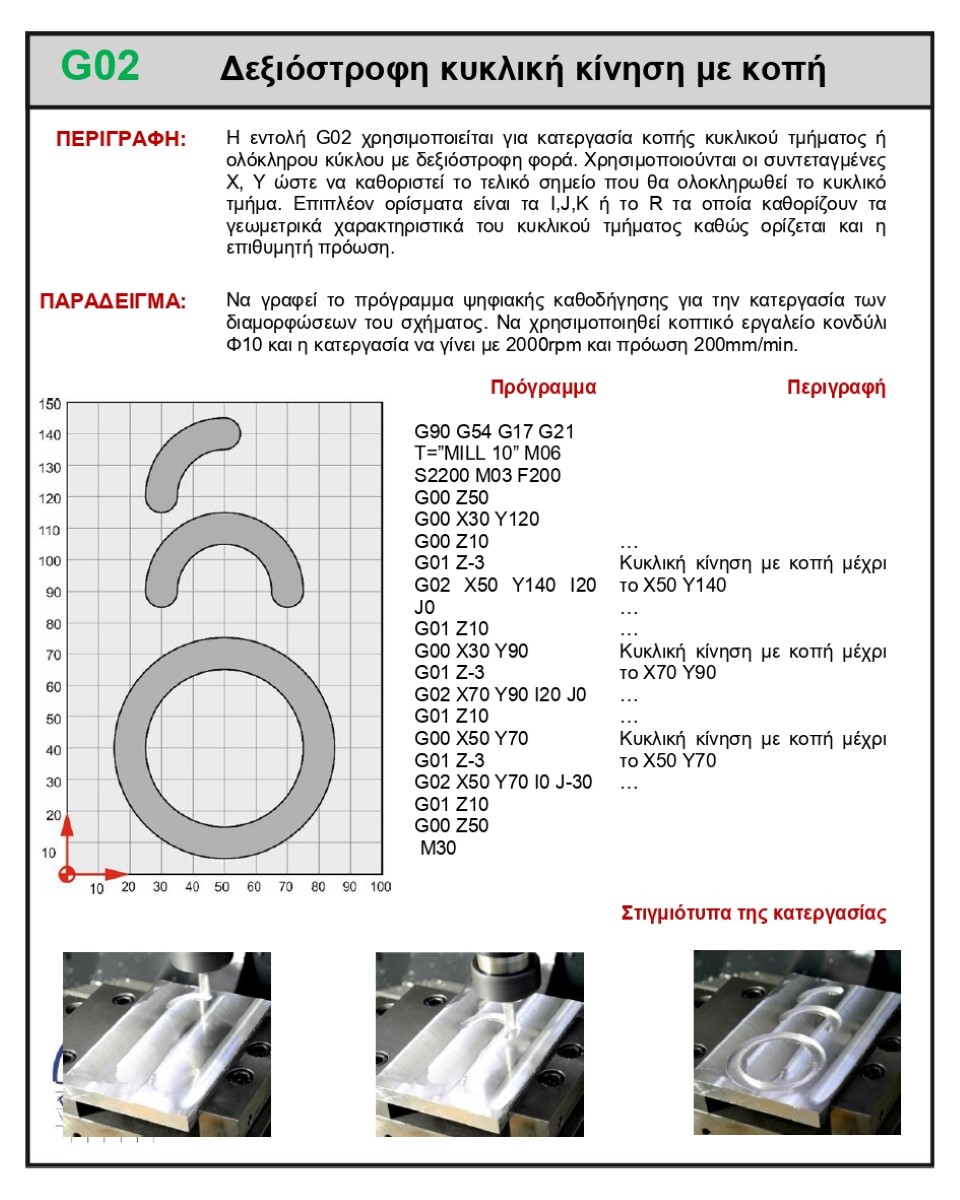 G02 Δεξιόστροφη κυκλική κίνηση με κοπή
ΠΕΡΙΓΡΑΦΗ:
Η εντολή G02 χρησιμοποιείται για κατεργασία κοπής κυκλικού τμήματος ή
ολόκληρου κύκλου με δεξιόστροφη φορά. Χρησιμοποιούνται οι συντεταγμένες
Χ, Υ ώστε να καθοριστεί το τελικό σημείο που θα ολοκληρωθεί το κυκλικό
τμήμα. Επιπλέον ορίσματα είναι τα I,J,K ή το R τα οποία καθορίζουν τα
γεωμετρικά χαρακτηριστικά του κυκλικού τμήματος καθώς ορίζεται και η
επιθυμητή πρόωση.
ΠΑΡΑΔΕΙΓΜΑ:
Να γραφεί το πρόγραμμα ψηφιακής καθοδήγησης για την κατεργασία των
διαμορφώσεων του σχήματος. Να χρησιμοποιηθεί κοπτικό εργαλείο κονδύλι
Φ10 και η κατεργασία να γίνει με 2000rpm και πρόωση 200mm/min.
150
140
130
120
110
100
90
80
70
60
50
40
30
20
10
10 20 30 40 50 60 70 80 90 100
Πρόγραμμα
G90 G54 G17 G21
T=”MILL 10” M06
S2200 M03 F200
G00 Z50
G00 X30 Y120
G00 Z10
G01 Z-3
G02 X50 Y140 I20
J0
G01 Z10
G00 X30 Y90
G01 Z-3
G02 X70 Y90 I20 J0
G01 Z10
G00 X50 Y70
G01 Z-3
G02 X50 Y70 I0 J-30
G01 Z10
G00 Z50
M30
Περιγραφή
…
Κυκλική κίνηση με κοπή μέχρι
το X50 Y140
…
…
Κυκλική κίνηση με κοπή μέχρι
το X70 Y90
…
…
Κυκλική κίνηση με κοπή μέχρι
το X50 Y70
…
Στιγμιότυπα της κατεργασίας